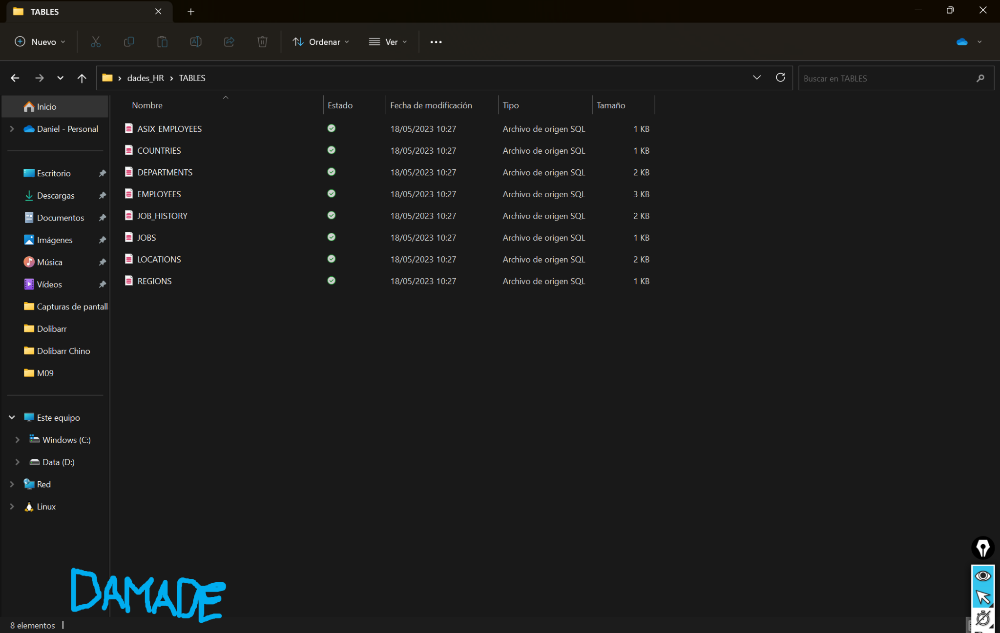 TABLES
Nuevo
Ordenar
Ver
dades_HR > TABLES
Buscar en TABLES
Inicio
Daniel - Personal
Escritorio
Descargas
Documentos
Imágenes
Música
Vídeos
Capturas de pantall
Dolibarr
Dolibarr Chino
M09
Este equipo
Windows (C:)
Data (D:)
Red
Linux
Nombre Estado Fecha de modificación Tipo Tamaño
ASIX_EMPLOYEES 18/05/2023 10:27 Archivo de origen SQL 1 KB
COUNTRIES 18/05/2023 10:27 Archivo de origen SQL 1 KB
DEPARTMENTS 18/05/2023 10:27 Archivo de origen SQL 2 KB
EMPLOYEES 18/05/2023 10:27 Archivo de origen SQL 3 KB
JOB_HISTORY 18/05/2023 10:27 Archivo de origen SQL 2 KB
JOBS 18/05/2023 10:27 Archivo de origen SQL 1 KB
LOCATIONS 18/05/2023 10:27 Archivo de origen SQL 2 KB
REGIONS 18/05/2023 10:27 Archivo de origen SQL 1 KB
DAMADE
8 elementos